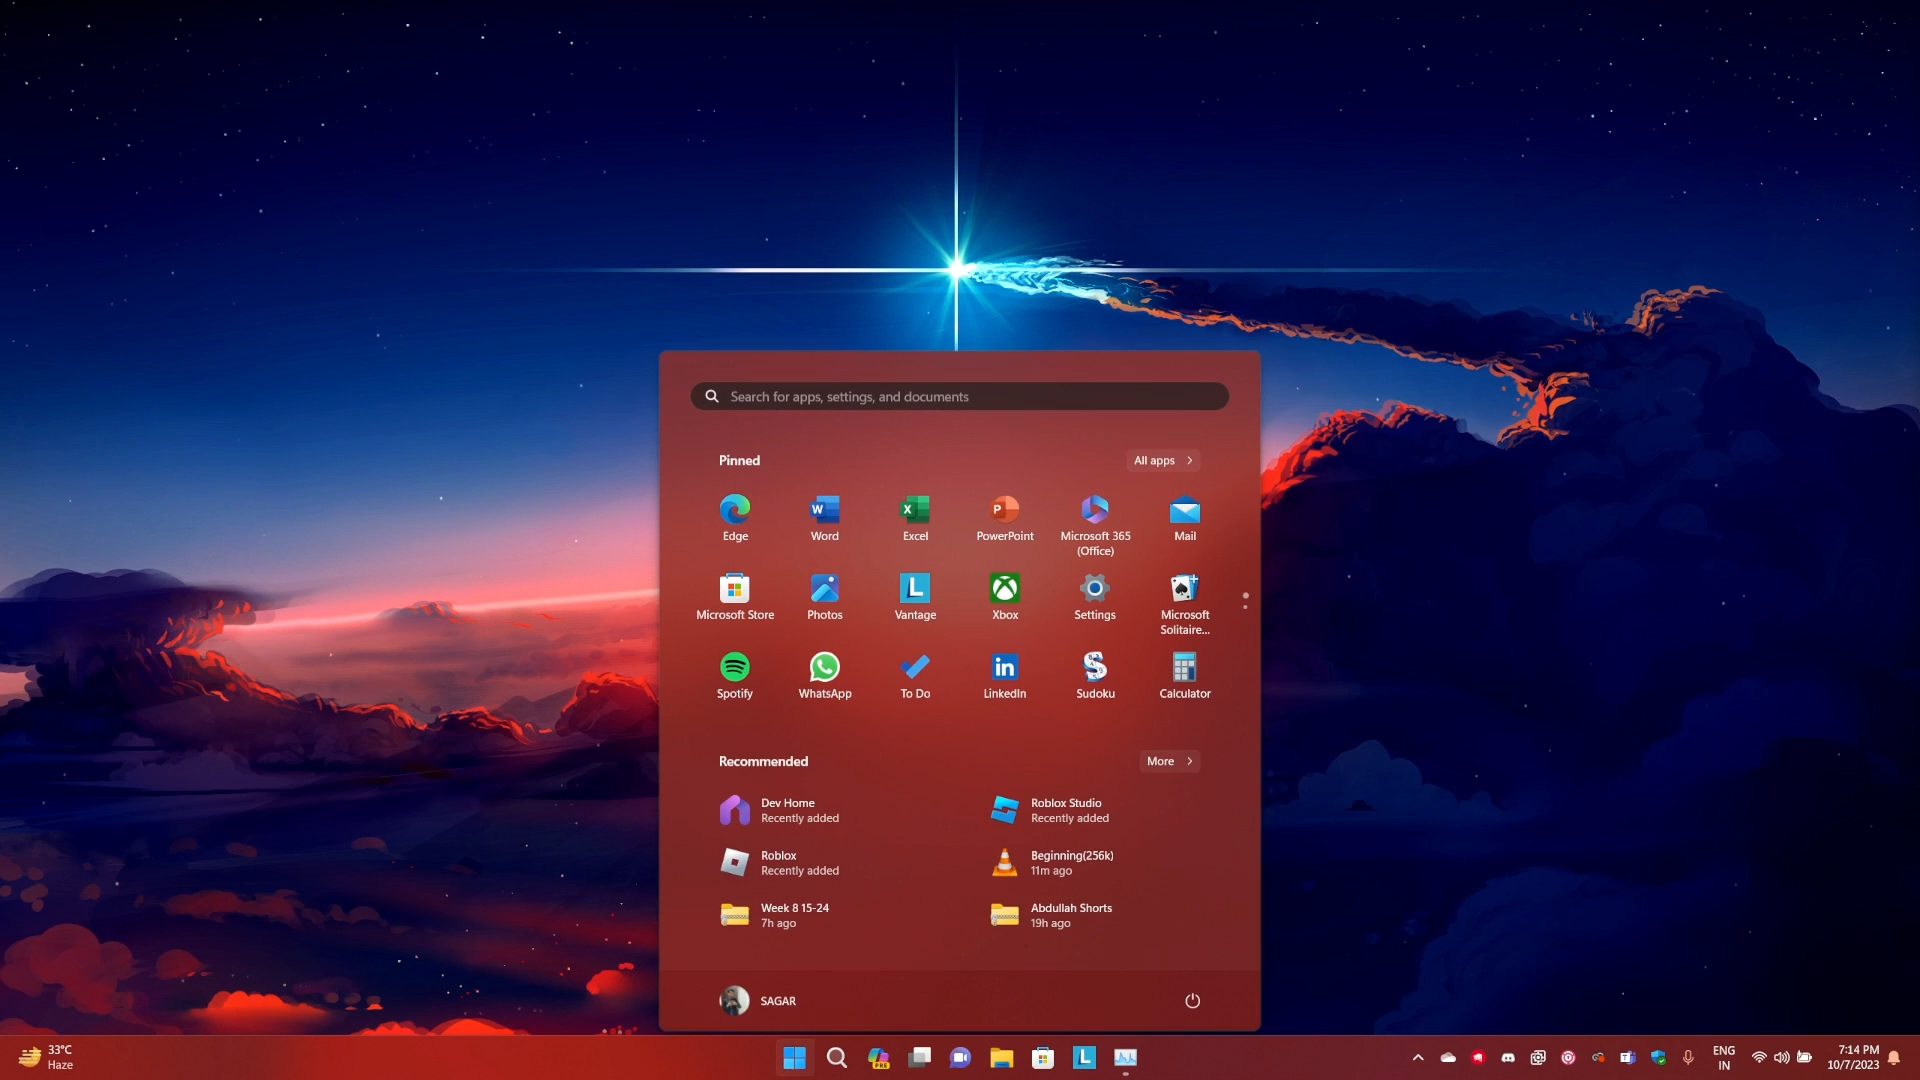 Search for apps, settings, and documents
Pinned
All apps
Edge
Word
Excel
PowerPoint
Microsoft 365
(Office)
Mail
Microsoft Store
Photos
Vantage
Xbox
Settings
Microsoft
Solitaire...
Spotify
WhatsApp
To Do
LinkedIn
Sudoku
Calculator
Recommended
More
Dev Home
Recently added
Roblox Studio
Recently added
Roblox
Recently added
Beginning(256k)
11m ago
Week 8 15-24
7h ago
Abdullah Shorts
19h ago
SAGAR
33°C
Haze
PRE
ENG
IN
7:14 PM
10/7/2023